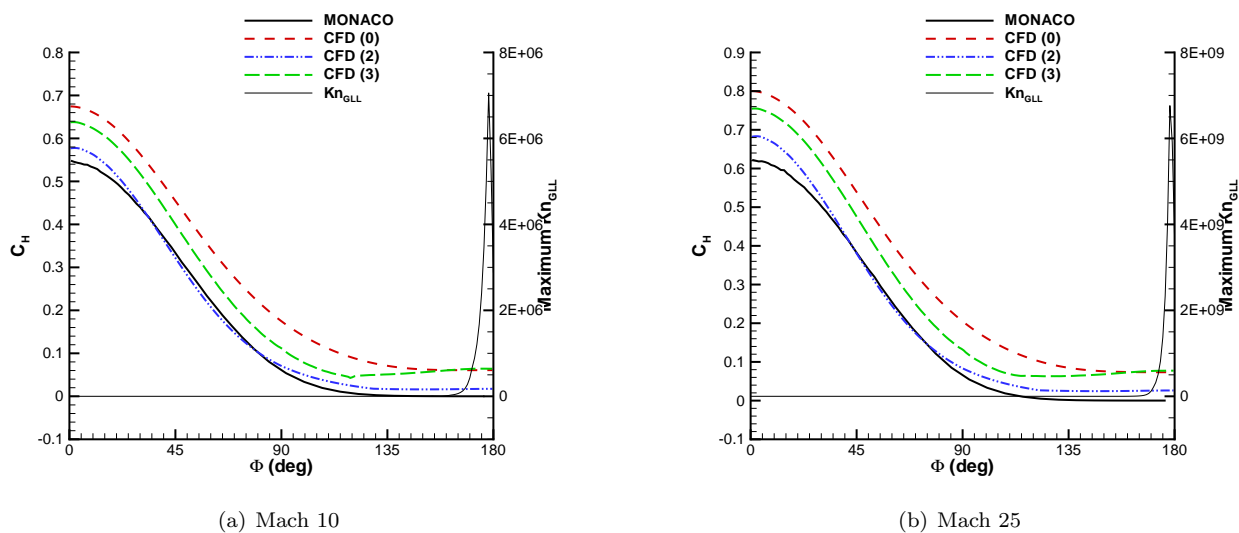 MONACO
CFD (0)
CFD (2)
CFD (3)
Kn_GLL
0.8
0.7
0.6
0.5
0.4
0.3
0.2
0.1
0
-0.1
C_H
8E+06
6E+06
4E+06
2E+06
0
Maximum Kn_GLL
0 45 90 135 180
Φ (deg)
(a) Mach 10
MONACO
CFD (0)
CFD (2)
CFD (3)
Kn_GLL
0.9
0.8
0.7
0.6
0.5
0.4
0.3
0.2
0.1
0
-0.1
C_H
8E+09
6E+09
4E+09
2E+09
0
Maximum Kn_GLL
0 45 90 135 180
Φ (deg)
(b) Mach 25